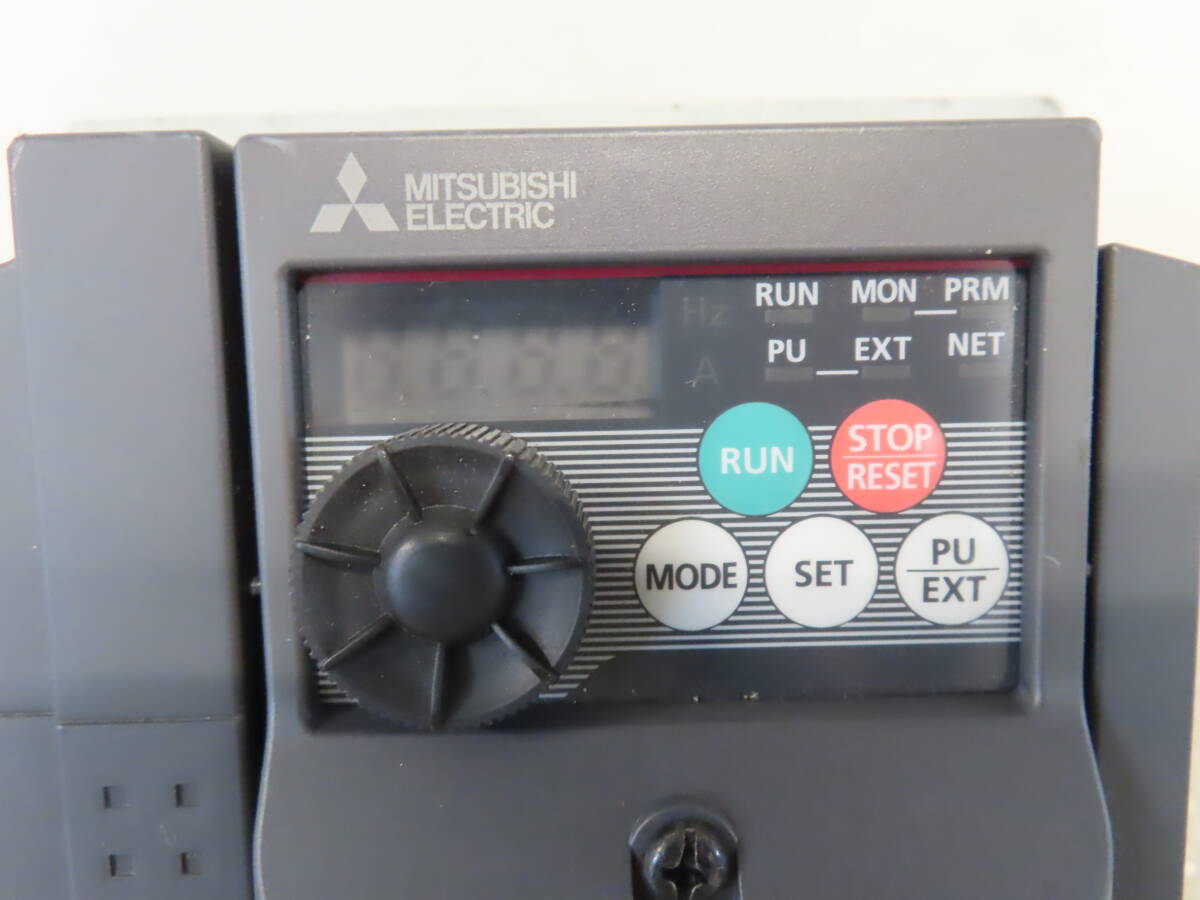 MITSUBISHI
ELECTRIC
Hz
RUN MON PRM
A
PU EXT NET
RUN
STOP
RESET
MODE
SET
PU
EXT